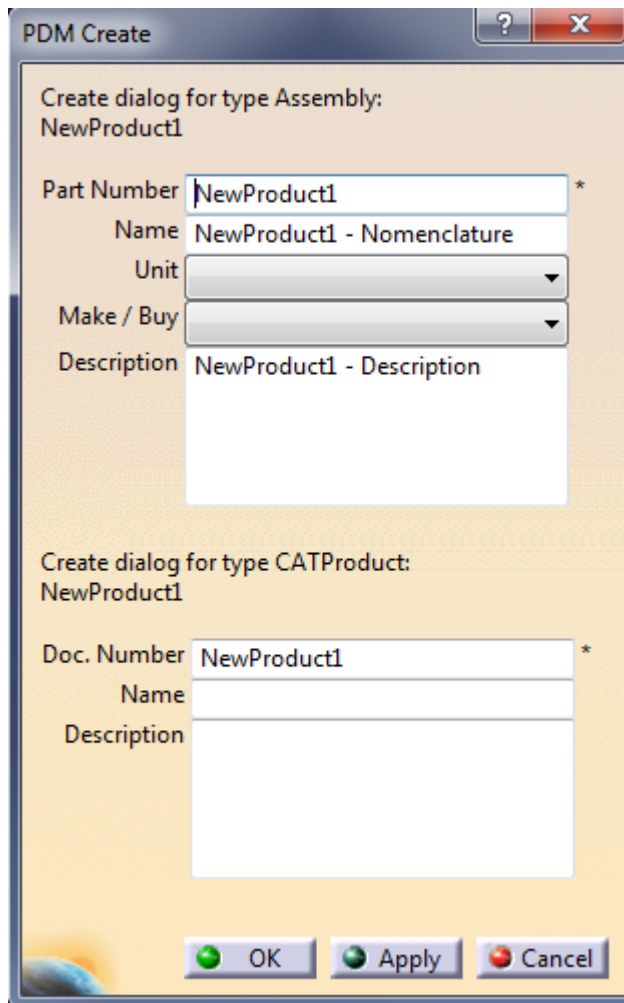 PDM Create
?
X
Create dialog for type Assembly:
NewProduct1
Part Number NewProduct1 *
Name NewProduct1 - Nomenclature
Unit
Make / Buy
Description NewProduct1 - Description
Create dialog for type CATProduct:
NewProduct1
Doc. Number NewProduct1 *
Name
Description
OK Apply Cancel